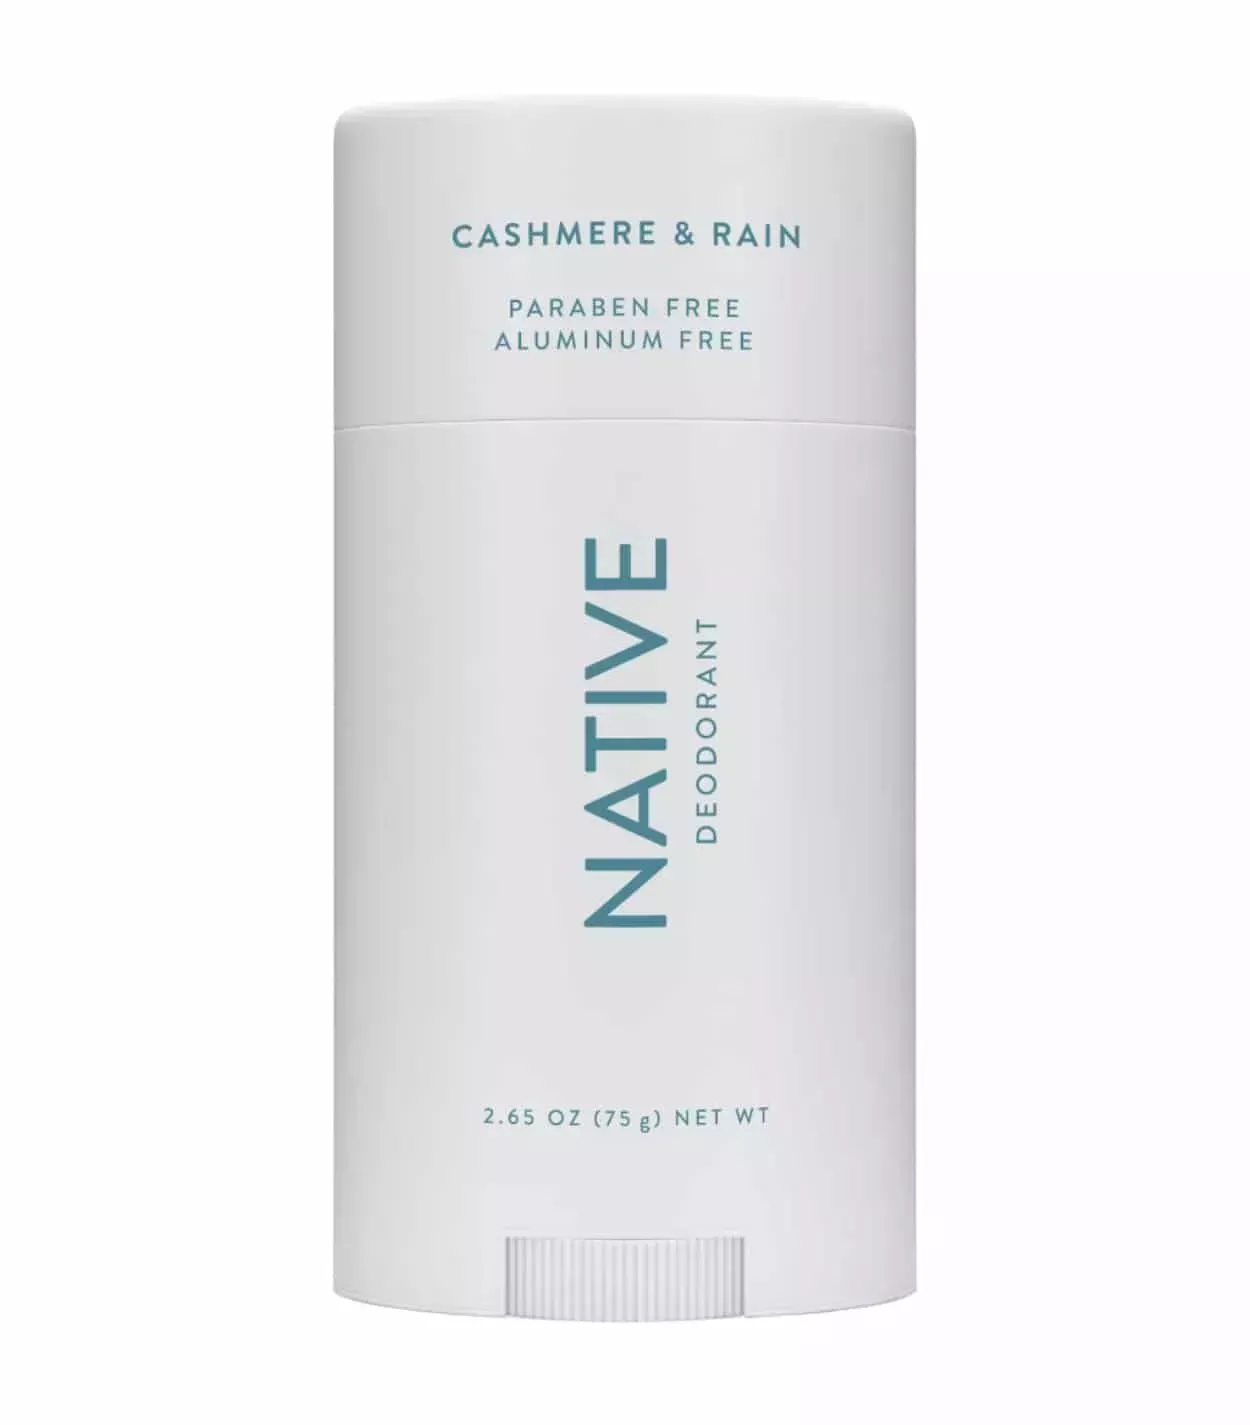 CASHMERE & RAIN
PARABEN FREE
ALUMINUM FREE
NATIVE
DEODORANT
2.65 OZ (75 g) NET WT